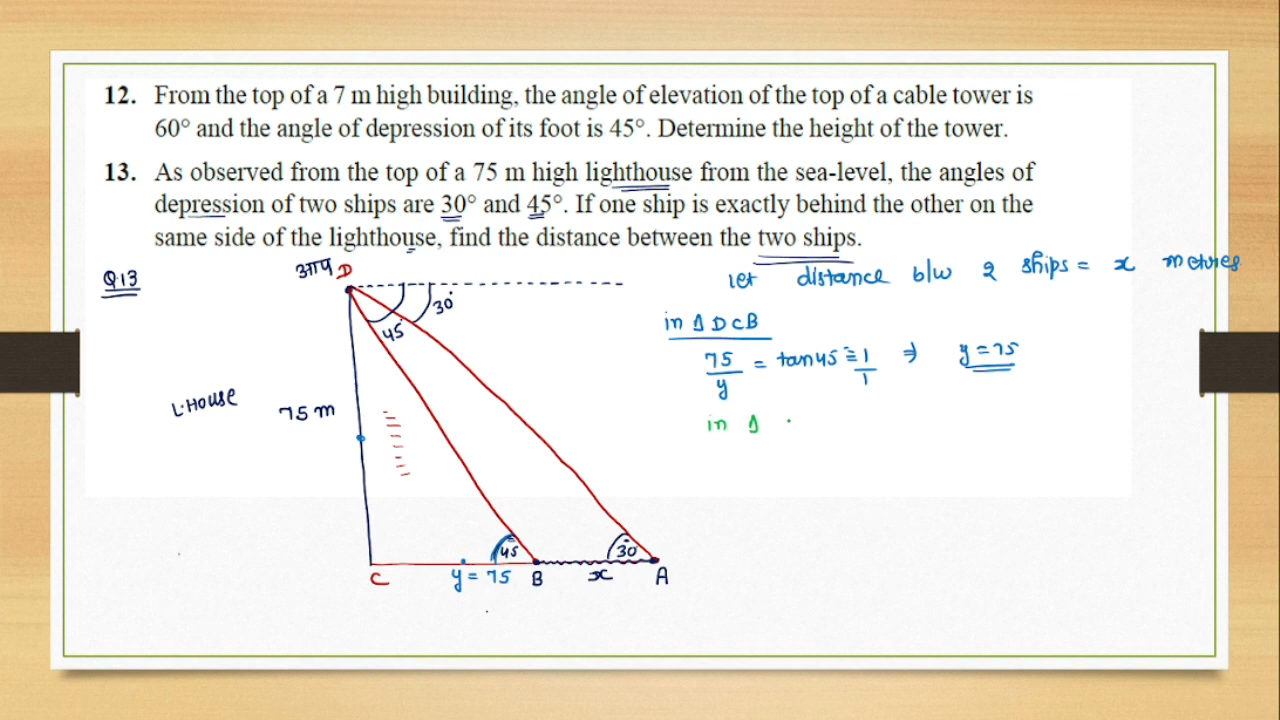 12. From the top of a 7 m high building, the angle of elevation of the top of a cable tower is
60° and the angle of depression of its foot is 45°. Determine the height of the tower.
13. As observed from the top of a 75 m high lighthouse from the sea-level, the angles of
depression of two ships are 30° and 45°. If one ship is exactly behind the other on the
same side of the lighthouse, find the distance between the two ships.
Q.13
आप D
let distance b/w 2 ships = x metres
30°
45°
in Δ DCB
75/y = tan45 = 1/1 ⇒ y = 75
in Δ
L.House
75 m
45
30°
C y = 75 B x A